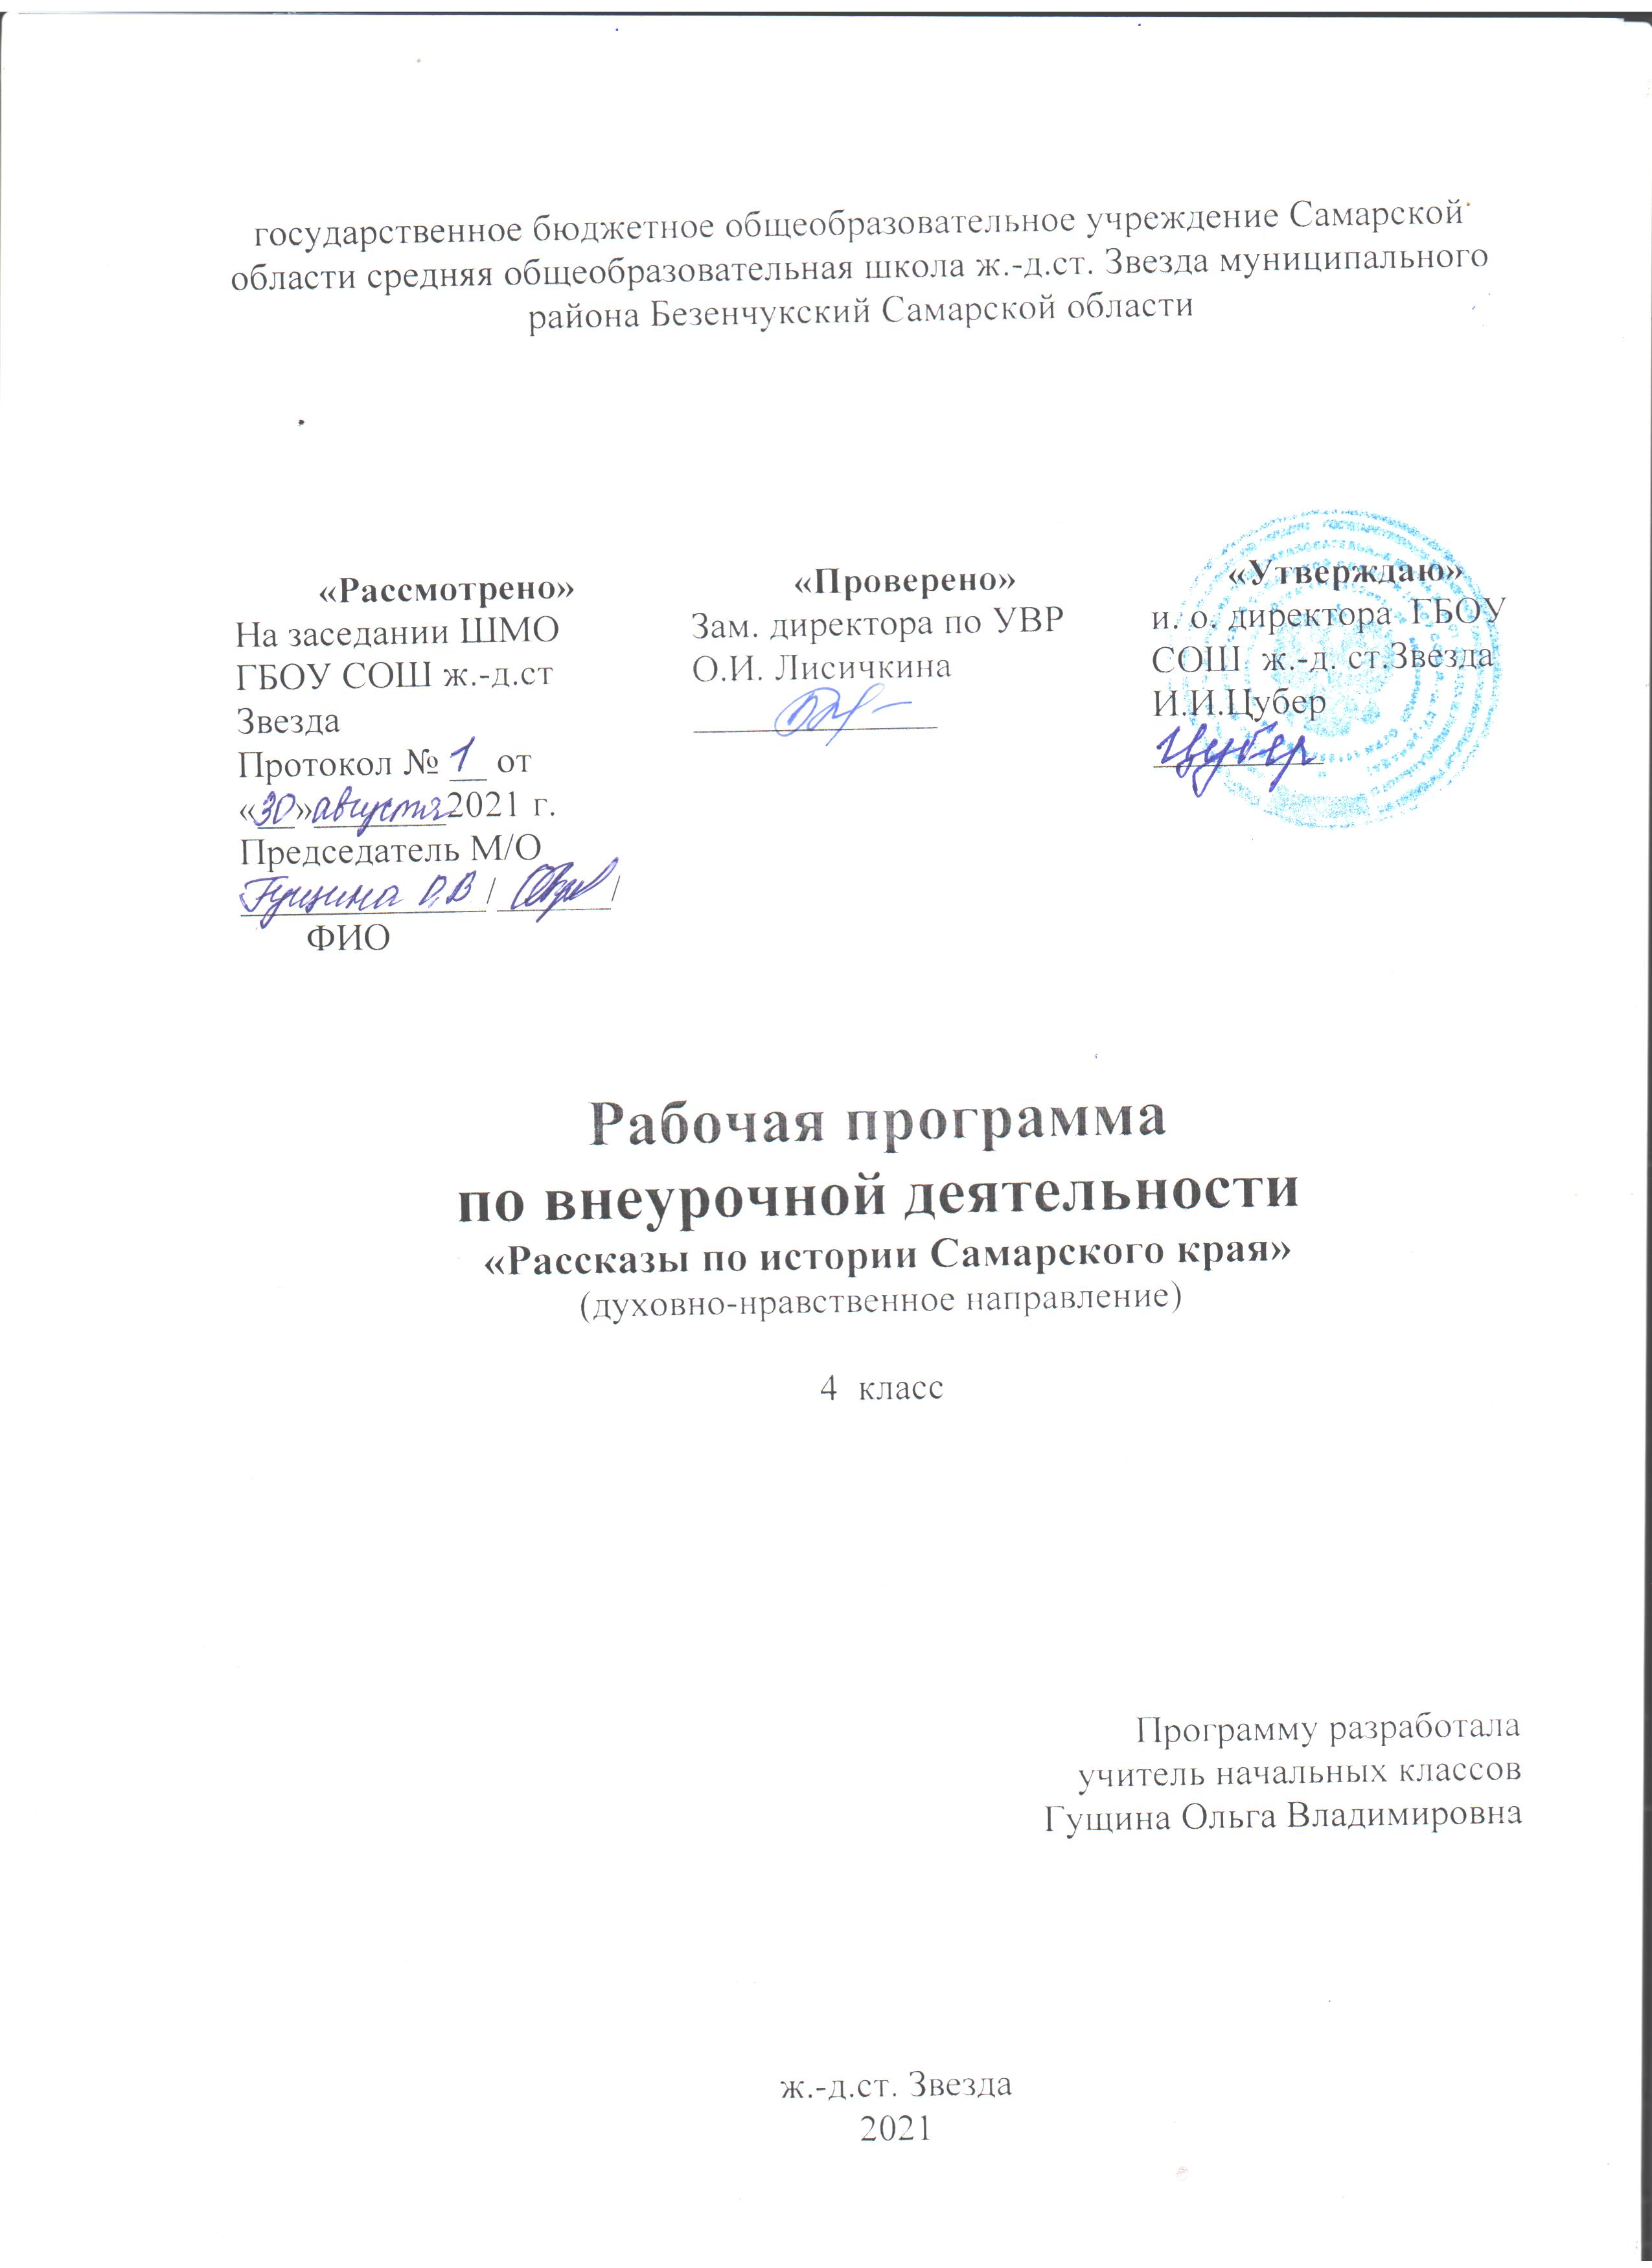 государственное бюджетное общеобразовательное учреждение Самарской
области средняя общеобразовательная школа ж.-д.ст. Звезда муниципального
района Безенчукский Самарской области
«Рассмотрено»
На заседании ШМО
ГБОУ СОШ ж.-д.ст
Звезда
Протокол № 1 от
«30» августа 2021 г.
Председатель М/О
Гущина О.В / /
ФИО
«Проверено»
Зам. директора по УВР
О.И. Лисичкина
«Утверждаю»
и. о. директора ГБОУ
СОШ ж.-д. ст.Звезда
И.И.Цубер
Цубер
Рабочая программа
по внеурочной деятельности
«Рассказы по истории Самарского края»
(духовно-нравственное направление)
4 класс
Программу разработала
учитель начальных классов
Гущина Ольга Владимировна
ж.-д.ст. Звезда
2021